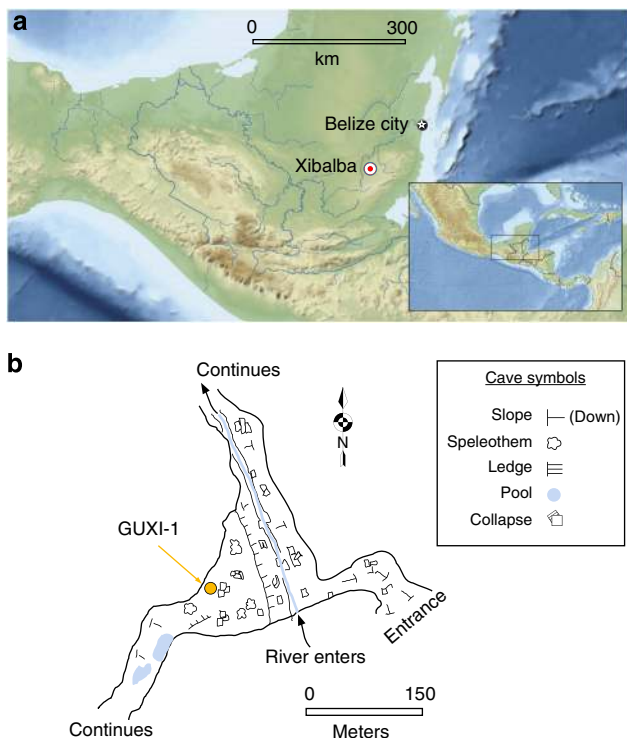 a
0 300
km
Belize city
Xibalba
b
Continues
N
GUXI-1
Entrance
River enters
Continues
0 150
Meters
Cave symbols
Slope (Down)
Speleothem
Ledge
Pool
Collapse